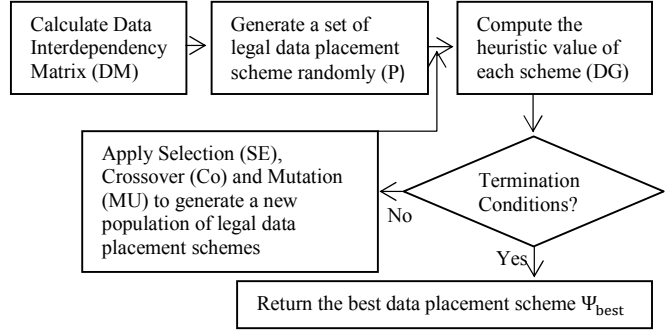 Calculate Data
Interdependency
Matrix (DM)
Generate a set of
legal data placement
scheme randomly (P)
Compute the
heuristic value of
each scheme (DG)
Apply Selection (SE),
Crossover (Co) and Mutation
(MU) to generate a new
population of legal data
placement schemes
Termination
Conditions?
No
Yes
Return the best data placement scheme Ψbest